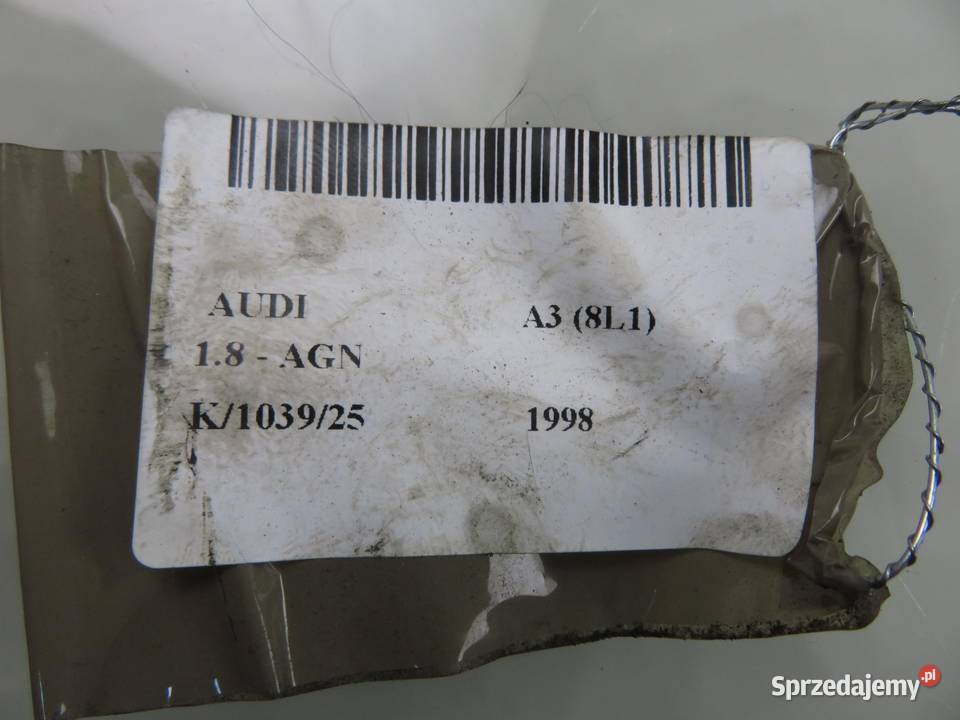 AUDI A3 (8L1)
1.8 - AGN
K/1039/25 1998
Sprzedajemy.pl